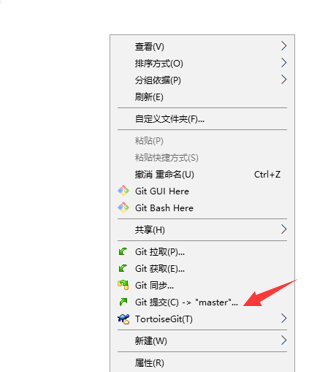 查看(V)
排序方式(O)
分组依据(P)
刷新(E)
自定义文件夹(F)...
粘贴(P)
粘贴快捷方式(S)
撤消 重命名(U) Ctrl+Z
Git GUI Here
Git Bash Here
共享(H)
Git 拉取(P)...
Git 获取(E)...
Git 同步...
Git 提交(C) -> "master"...
TortoiseGit(T)
新建(W)
属性(R)